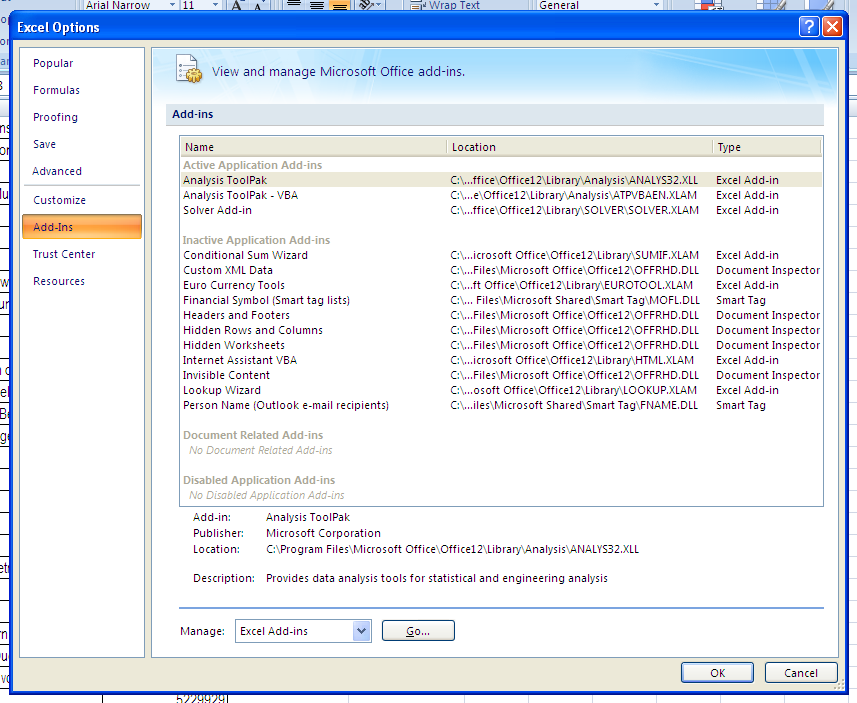 Arial Narrow 11 Wrap Text General
Excel Options
Popular
Formulas
Proofing
Save
Advanced
Customize
Add-Ins
Trust Center
Resources
View and manage Microsoft Office add-ins.
Add-ins
Name Location Type
Active Application Add-ins
Analysis ToolPak C:\...ffice\Office12\Library\Analysis\ANALYS32.XLL Excel Add-in
Analysis ToolPak - VBA C:\...e\Office12\Library\Analysis\ATPVBAEN.XLAM Excel Add-in
Solver Add-in C:\...ffice\Office12\Library\SOLVER\SOLVER.XLAM Excel Add-in
Inactive Application Add-ins
Conditional Sum Wizard C:\...icrosoft Office\Office12\Library\SUMIF.XLAM Excel Add-in
Custom XML Data C:\...Files\Microsoft Office\Office12\OFFRHD.DLL Document Inspector
Euro Currency Tools C:\...ft Office\Office12\Library\EUROTOOL.XLAM Excel Add-in
Financial Symbol (Smart tag lists) C:\... Files\Microsoft Shared\Smart Tag\MOFL.DLL Smart Tag
Headers and Footers C:\...Files\Microsoft Office\Office12\OFFRHD.DLL Document Inspector
Hidden Rows and Columns C:\...Files\Microsoft Office\Office12\OFFRHD.DLL Document Inspector
Hidden Worksheets C:\...Files\Microsoft Office\Office12\OFFRHD.DLL Document Inspector
Internet Assistant VBA C:\...icrosoft Office\Office12\Library\HTML.XLAM Excel Add-in
Invisible Content C:\...Files\Microsoft Office\Office12\OFFRHD.DLL Document Inspector
Lookup Wizard C:\...osoft Office\Office12\Library\LOOKUP.XLAM Excel Add-in
Person Name (Outlook e-mail recipients) C:\...iles\Microsoft Shared\Smart Tag\FNAME.DLL Smart Tag
Document Related Add-ins
No Document Related Add-ins
Disabled Application Add-ins
No Disabled Application Add-ins
Add-in: Analysis ToolPak
Publisher: Microsoft Corporation
Location: C:\Program Files\Microsoft Office\Office12\Library\Analysis\ANALYS32.XLL
Description: Provides data analysis tools for statistical and engineering analysis
Manage: Excel Add-ins Go...
OK Cancel
5229929